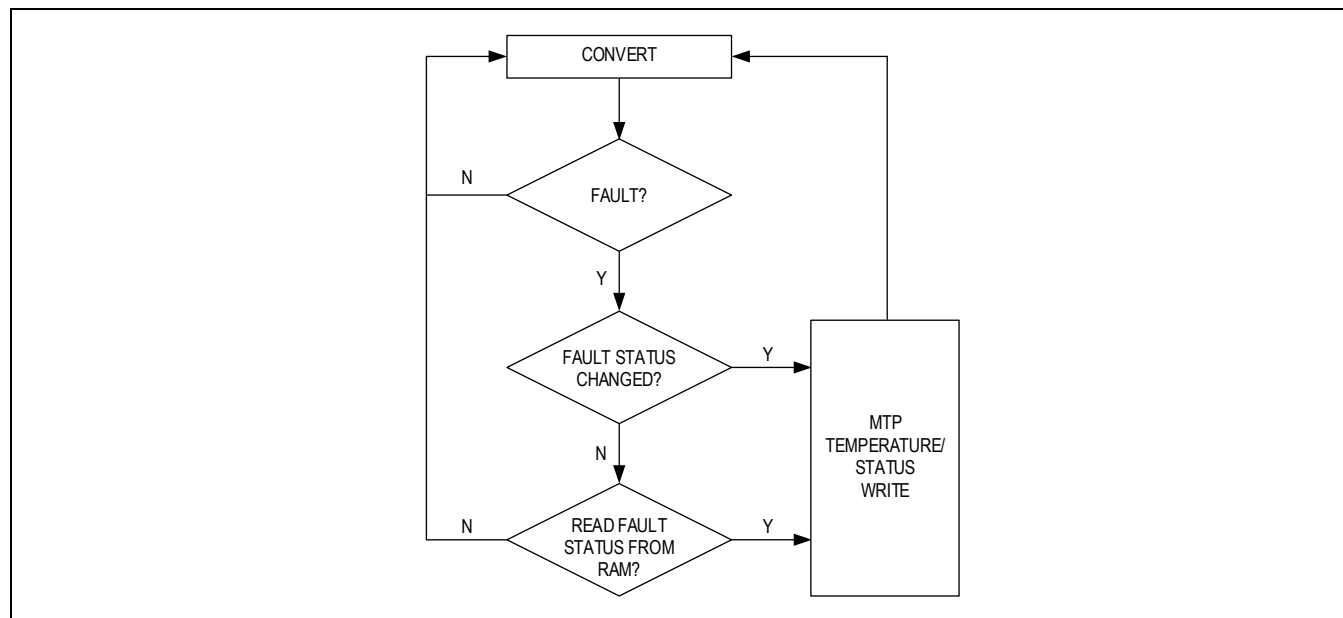 CONVERT
N
FAULT?
Y
FAULT STATUS
CHANGED?
Y
N
MTP
TEMPERATURE/
STATUS
WRITE
N
READ FAULT
STATUS FROM
RAM?
Y